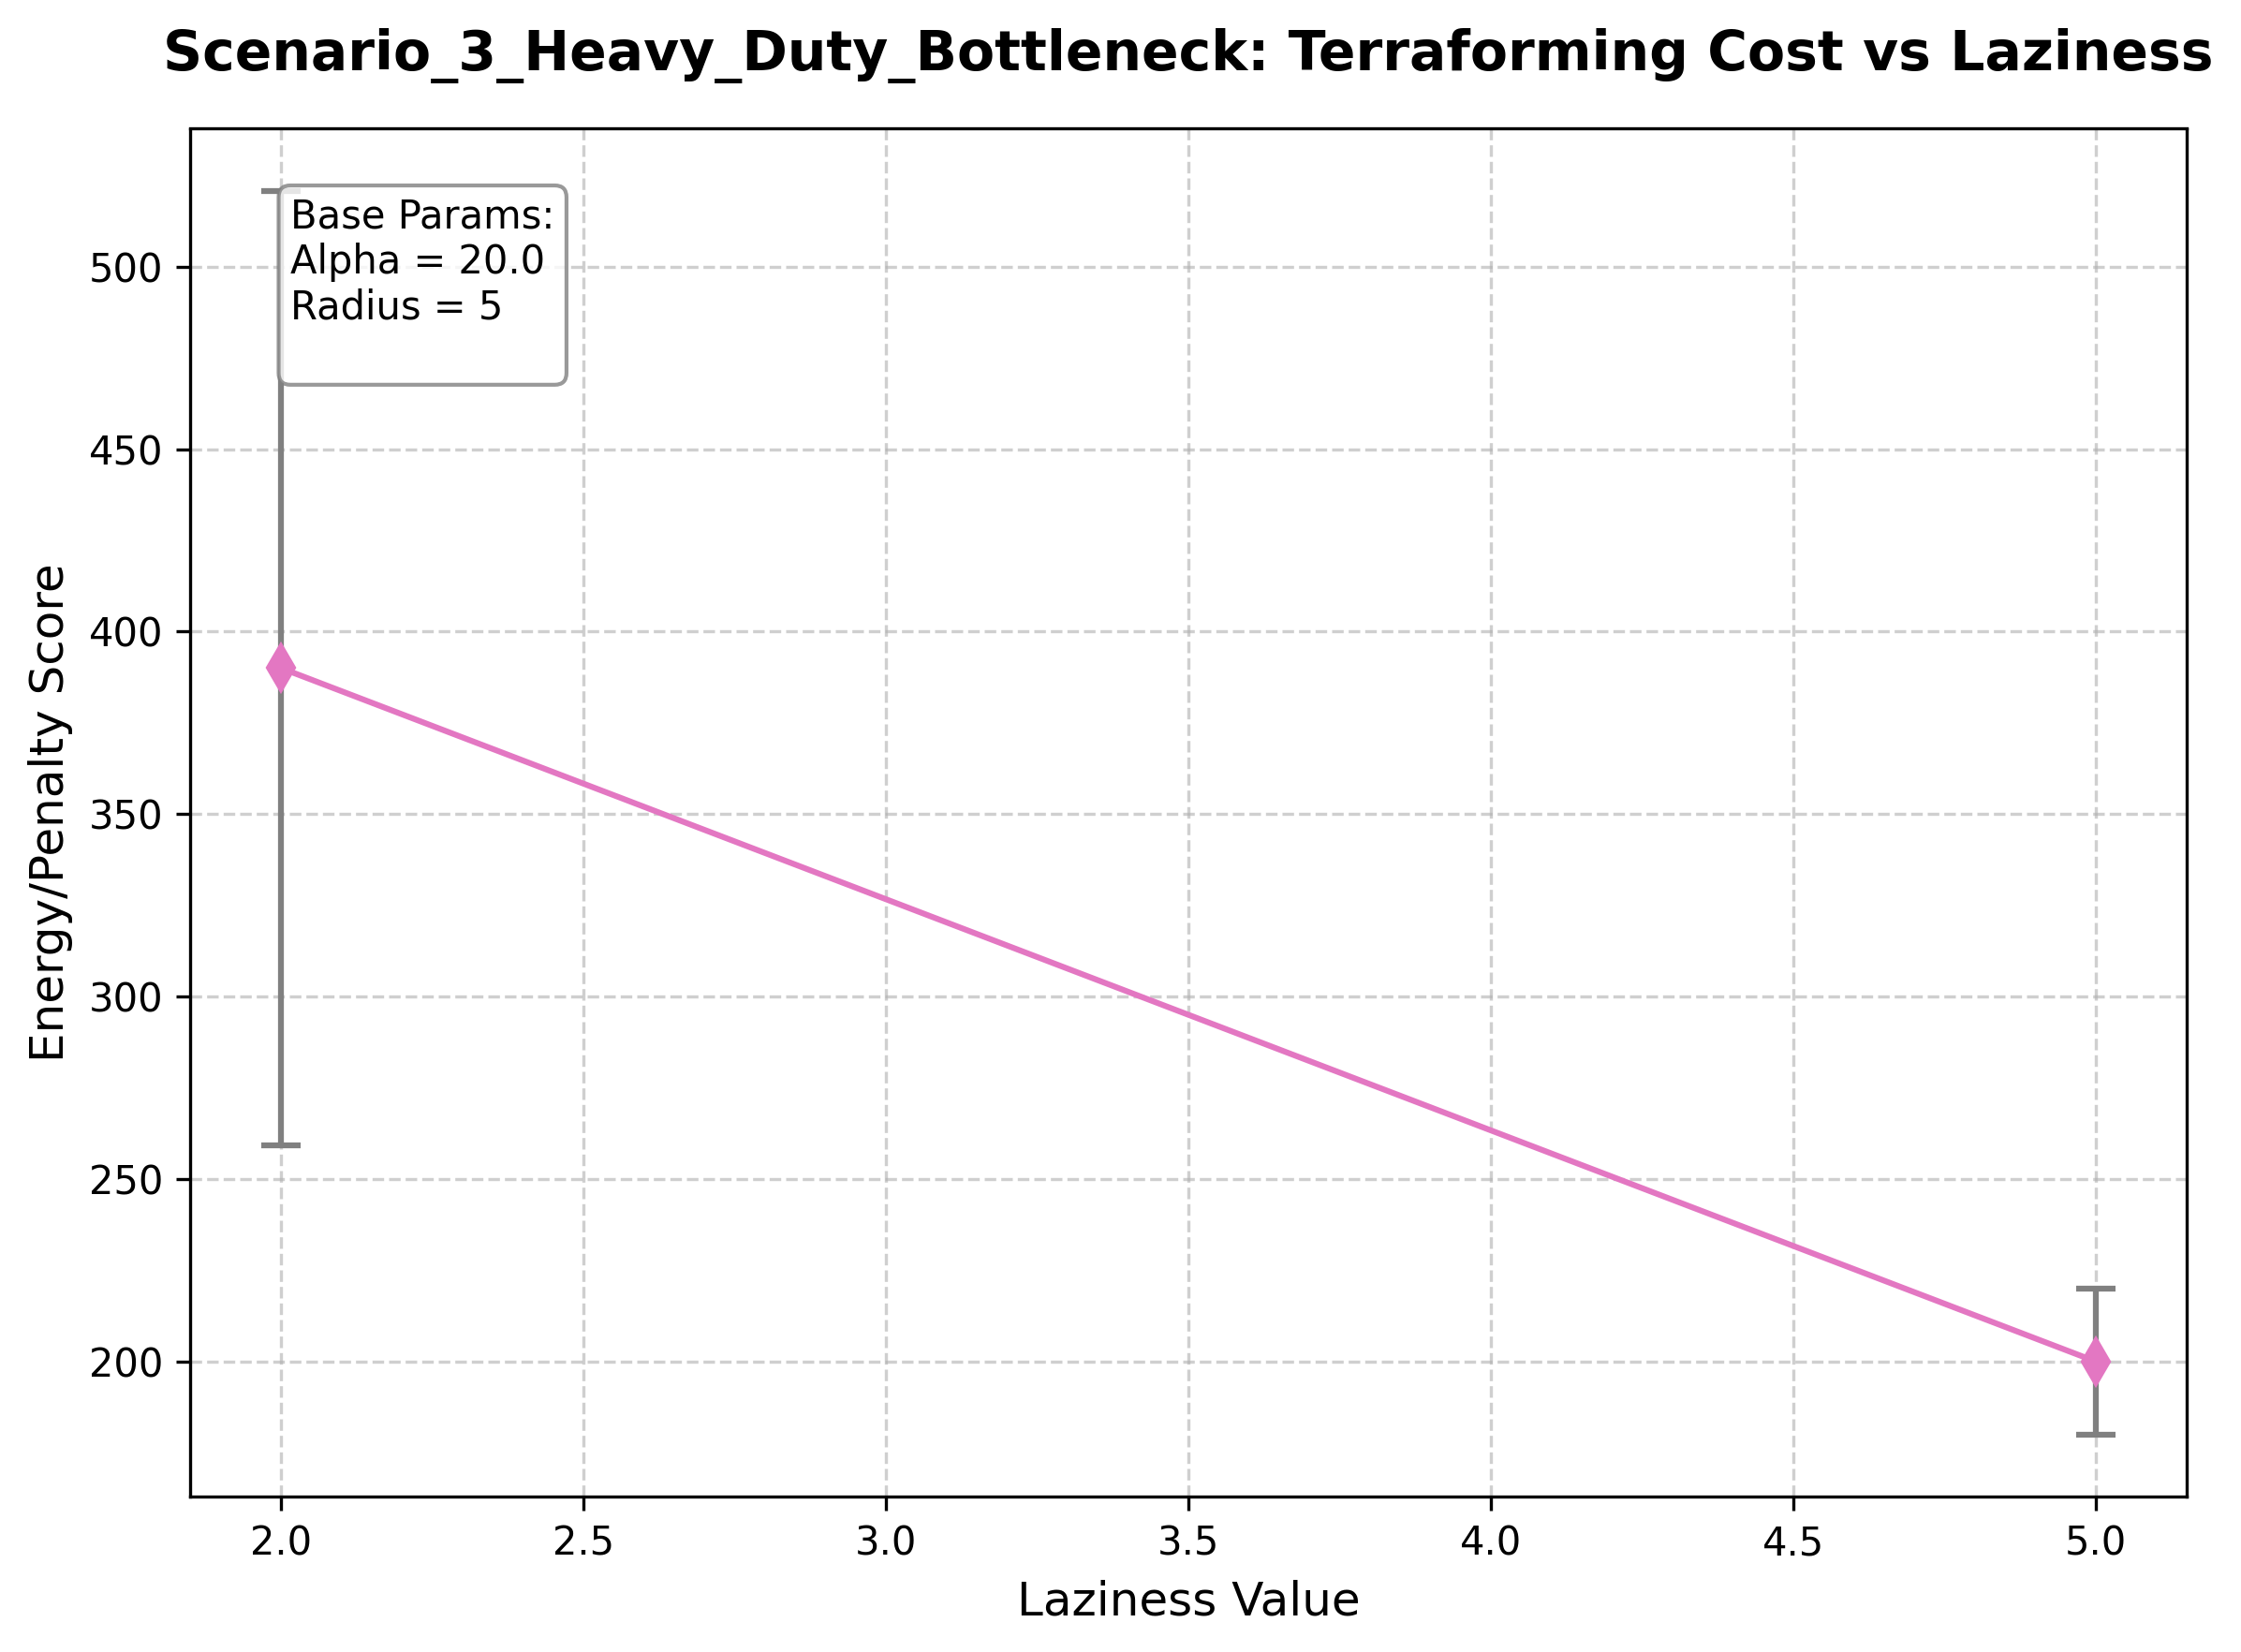 Scenario_3_Heavy_Duty_Bottleneck: Terraforming Cost vs Laziness
Base Params:
Alpha = 20.0
Radius = 5
Energy/Penalty Score
500
450
400
350
300
250
200
2.0 2.5 3.0 3.5 4.0 4.5 5.0
Laziness Value